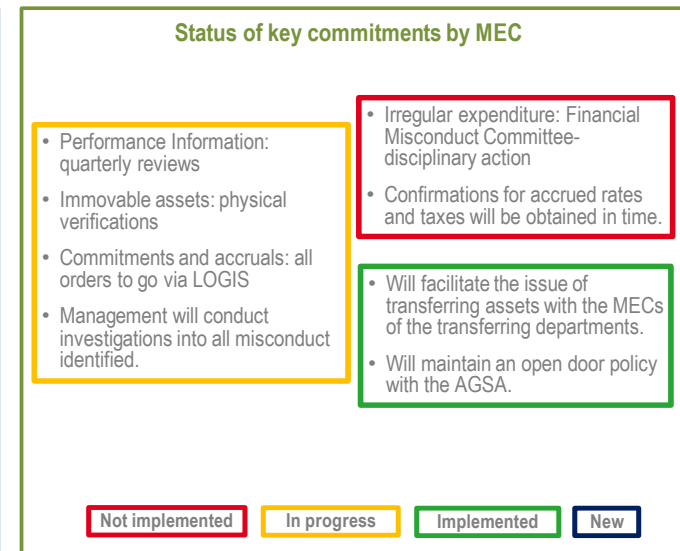 Status of key commitments by MEC
• Performance Information:
quarterly reviews
• Immovable assets: physical
verifications
• Commitments and accruals: all
orders to go via LOGIS
• Management will conduct
investigations into all misconduct
identified.
• Irregular expenditure: Financial
Misconduct Committee-
disciplinary action
• Confirmations for accrued rates
and taxes will be obtained in time.
• Will facilitate the issue of
transferring assets with the MECs
of the transferring departments.
• Will maintain an open door policy
with the AGSA.
Not implemented
In progress
Implemented
New